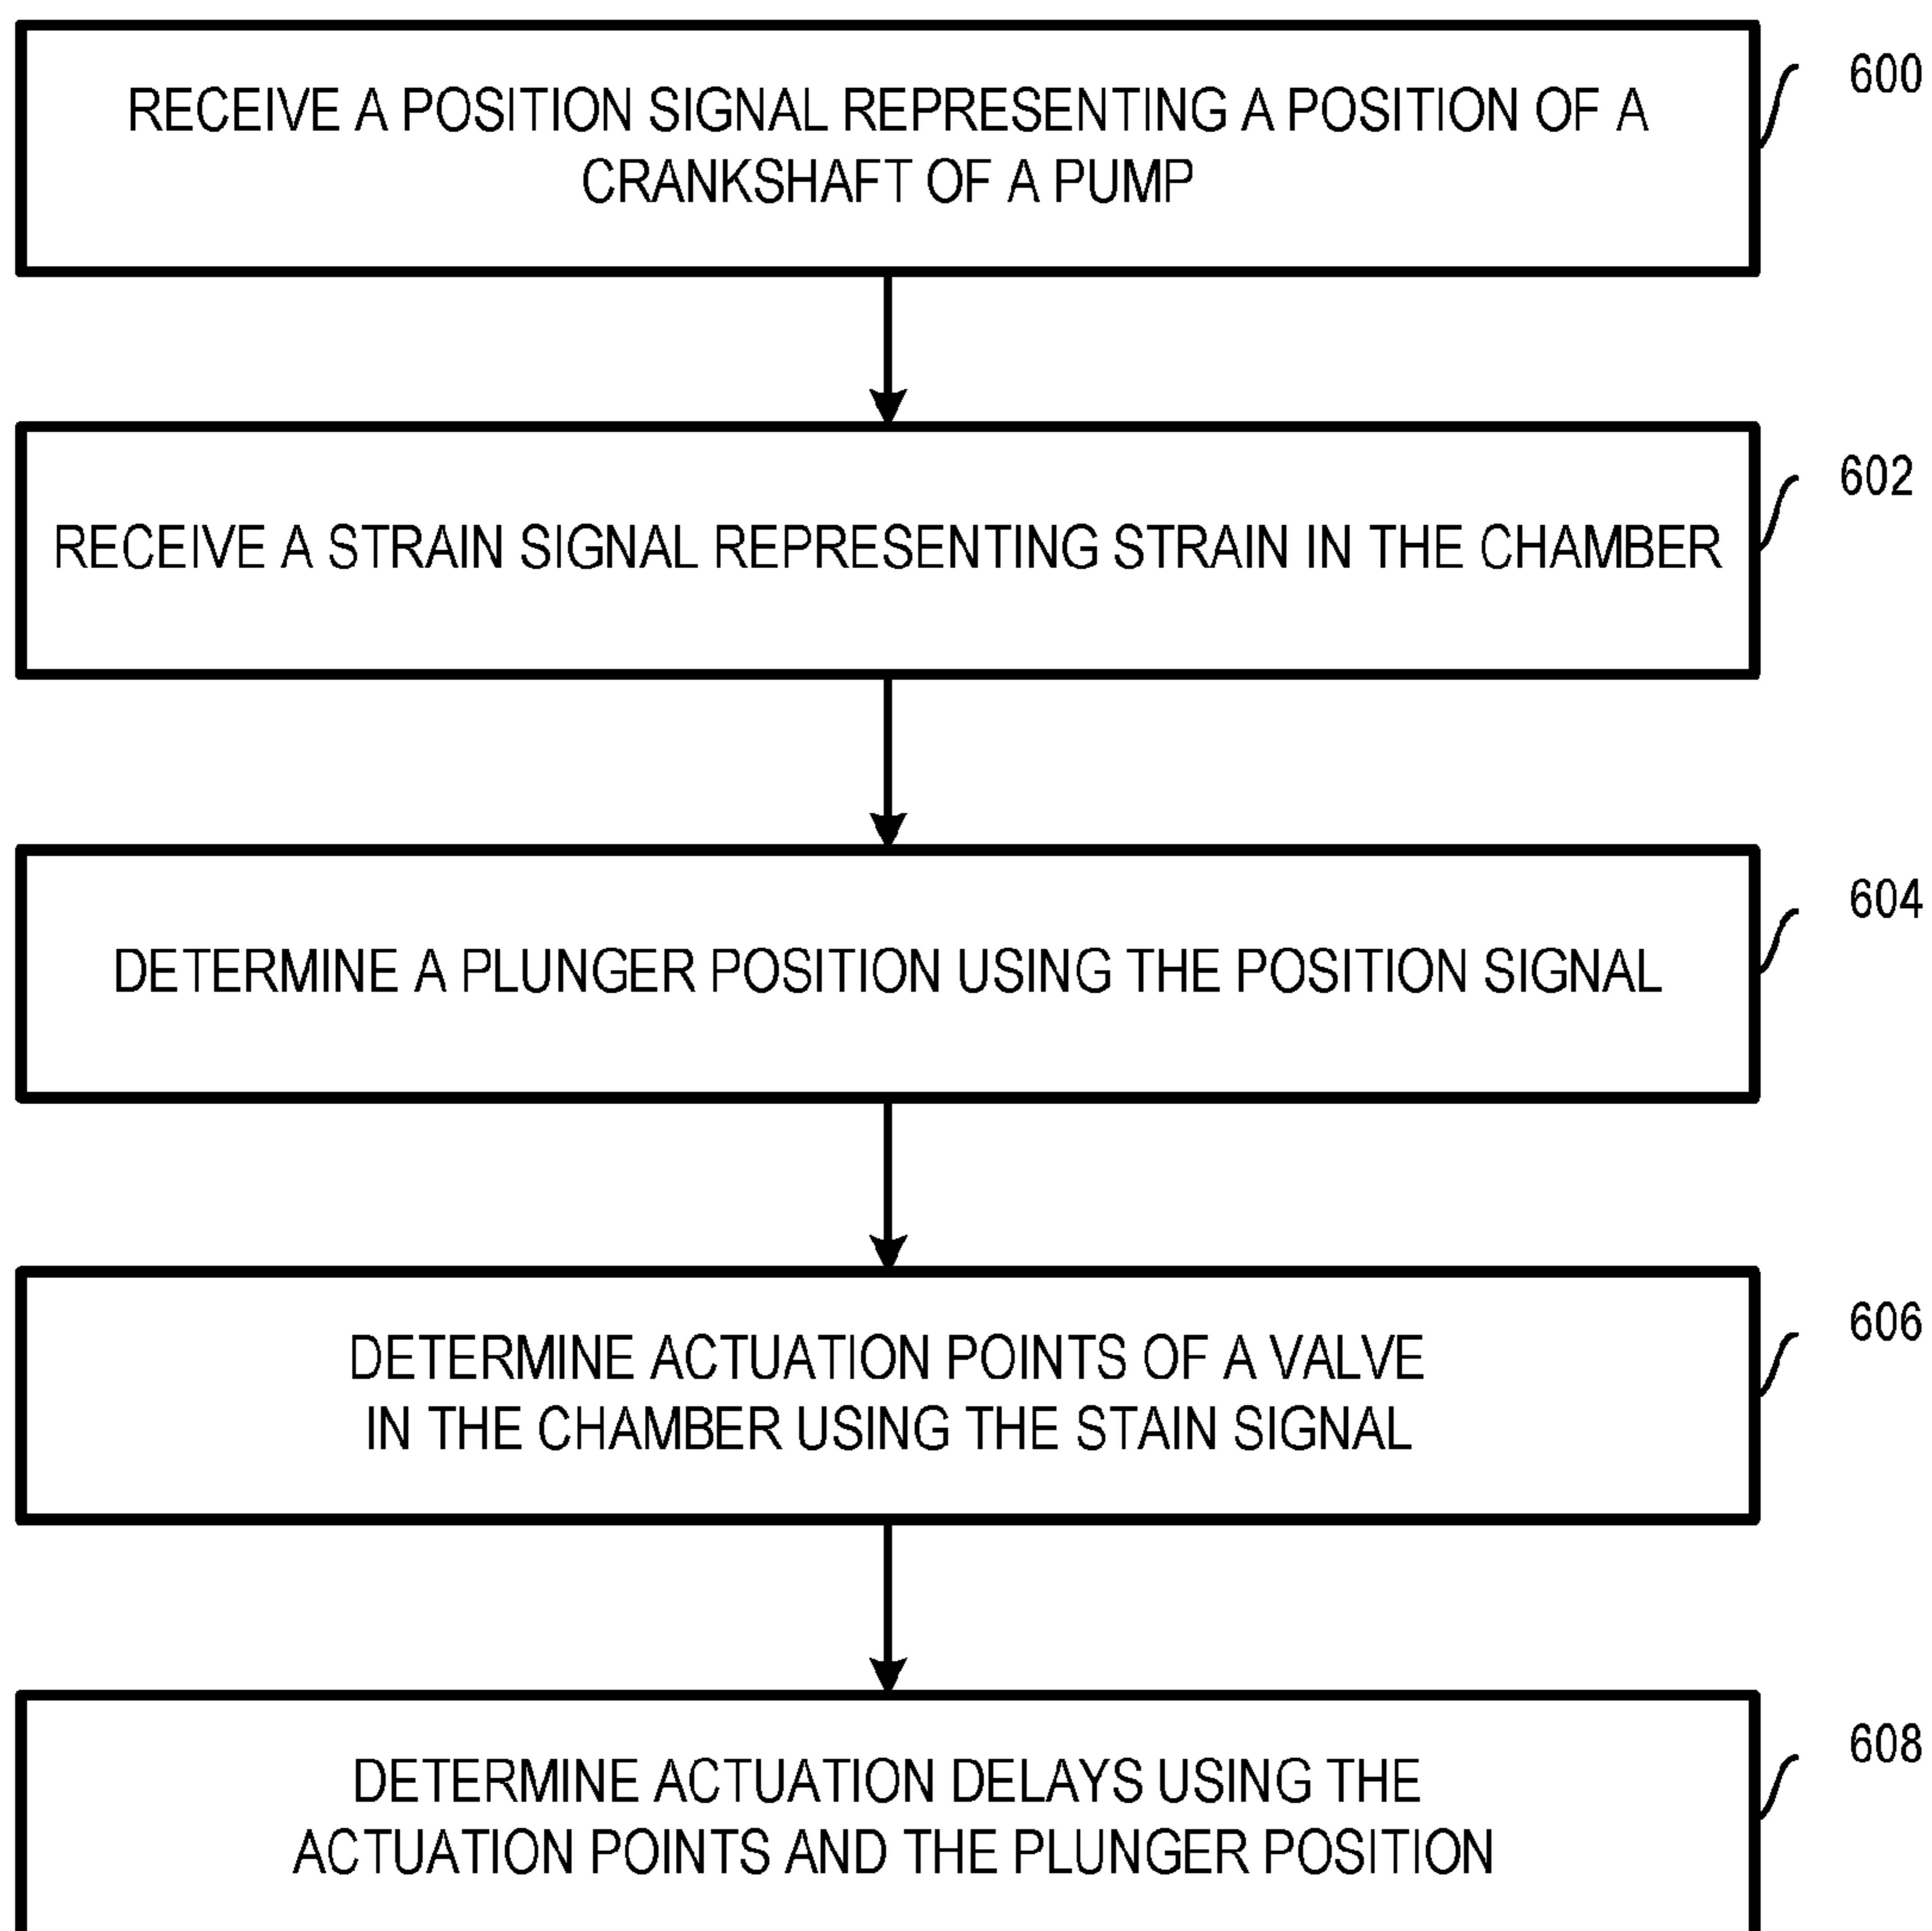 RECEIVE A POSITION SIGNAL REPRESENTING A POSITION OF A
CRANKSHAFT OF A PUMP
600
RECEIVE A STRAIN SIGNAL REPRESENTING STRAIN IN THE CHAMBER
602
DETERMINE A PLUNGER POSITION USING THE POSITION SIGNAL
604
DETERMINE ACTUATION POINTS OF A VALVE
IN THE CHAMBER USING THE STAIN SIGNAL
606
DETERMINE ACTUATION DELAYS USING THE
ACTUATION POINTS AND THE PLUNGER POSITION
608